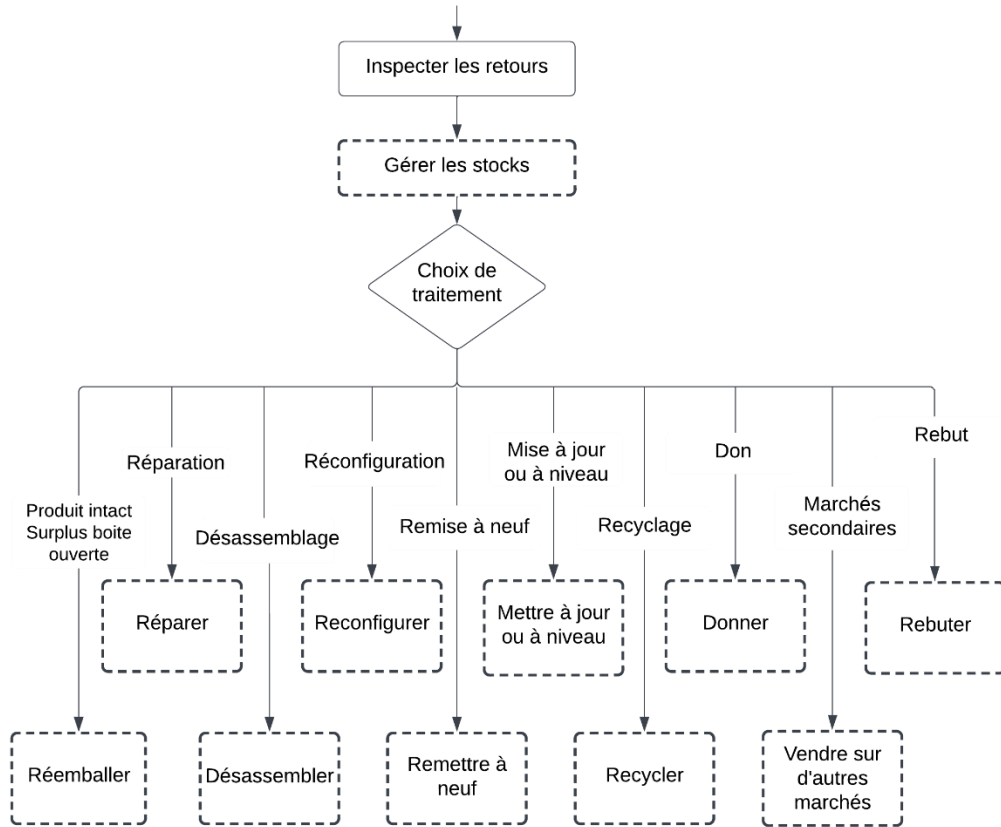 Inspecter les retours
Gérer les stocks
Choix de
traitement
Produit intact
Surplus boite
ouverte
Réparation
Désassemblage
Réconfiguration
Remise à neuf
Mise à jour
ou à niveau
Recyclage
Don
Marchés
secondaires
Rebut
Réparer
Reconfigurer
Mettre à jour
ou à niveau
Donner
Rebuter
Réemballer
Désassembler
Remettre à
neuf
Recycler
Vendre sur
d'autres
marchés